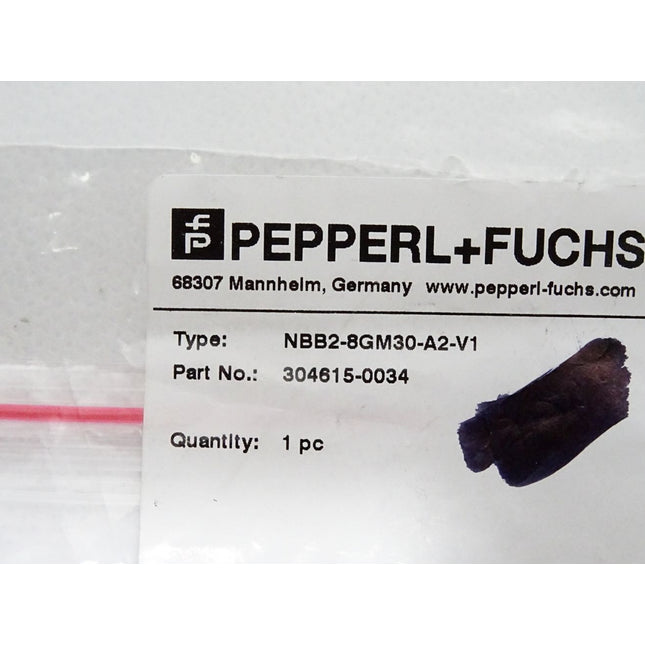 PEPPERL+FUCHS
68307 Mannheim, Germany www.pepperl-fuchs.com
Type: NBB2-8GM30-A2-V1
Part No.: 304615-0034
Quantity: 1 pc